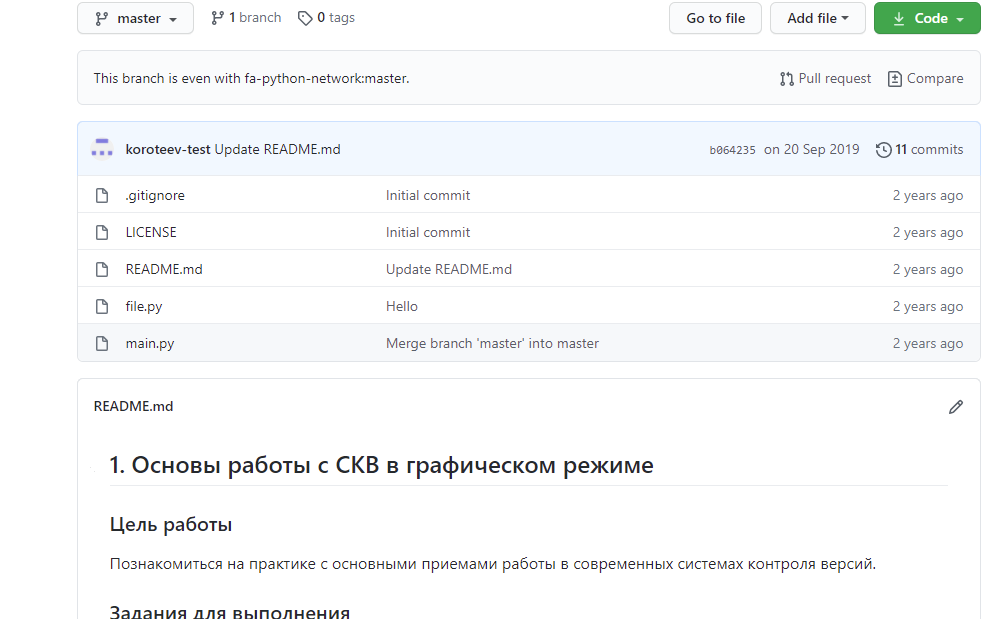 master 1 branch 0 tags Go to file Add file Code
This branch is even with fa-python-network:master. Pull request Compare
koroteev-test Update README.md b064235 on 20 Sep 2019 11 commits
.gitignore Initial commit 2 years ago
LICENSE Initial commit 2 years ago
README.md Update README.md 2 years ago
file.py Hello 2 years ago
main.py Merge branch 'master' into master 2 years ago
README.md
1. Основы работы с СКВ в графическом режиме
Цель работы
Познакомиться на практике с основными приемами работы в современных системах контроля версий.
Задания для выполнения